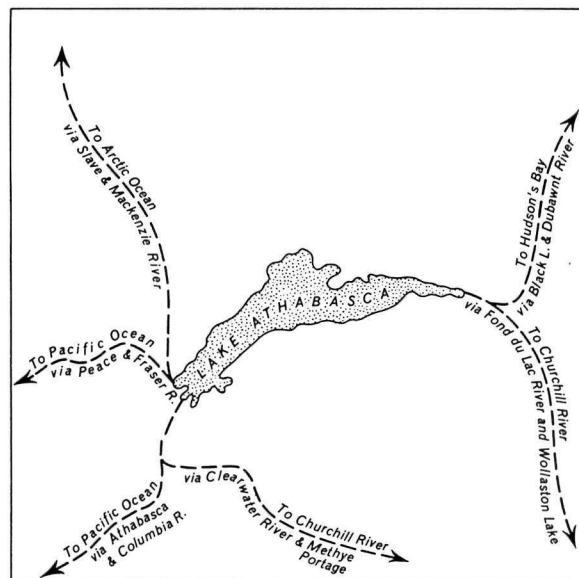 To Arctic Ocean
via Slave & Mackenzie River
To Hudson's Bay
via Black L. & Dubawnt River
LAKE ATHABASCA
To Pacific Ocean
via Peace & Fraser R.
To Churchill River
via Fond du Lac River and Wollaston Lake
To Pacific Ocean
via Athabasca
& Columbia R.
via Clearwater River & Methye
Portage
To Churchill River